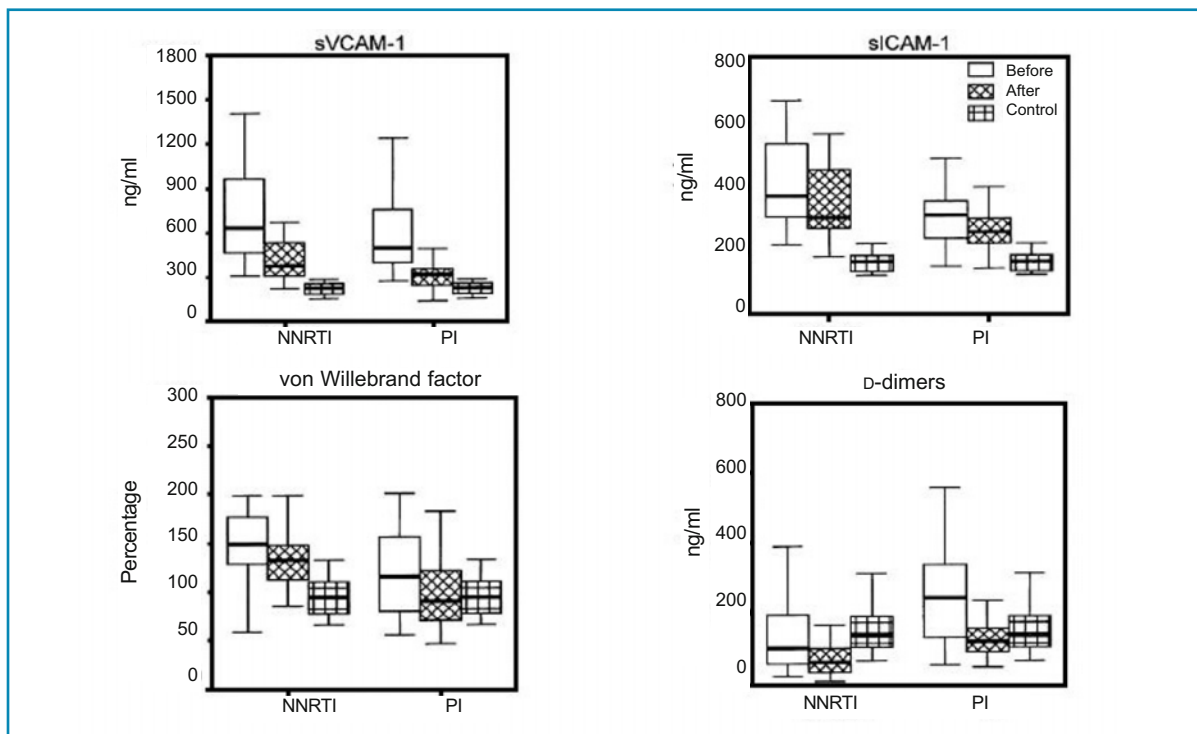 sVCAM-1
1800
1500
1200
900
600
300
0
ng/ml
NNRTI
PI
sICAM-1
800
600
400
200
0
ng/ml
Before
After
Control
NNRTI
PI
von Willebrand factor
300
250
200
150
100
50
0
Percentage
NNRTI
PI
D-dimers
800
600
400
200
0
ng/ml
NNRTI
PI